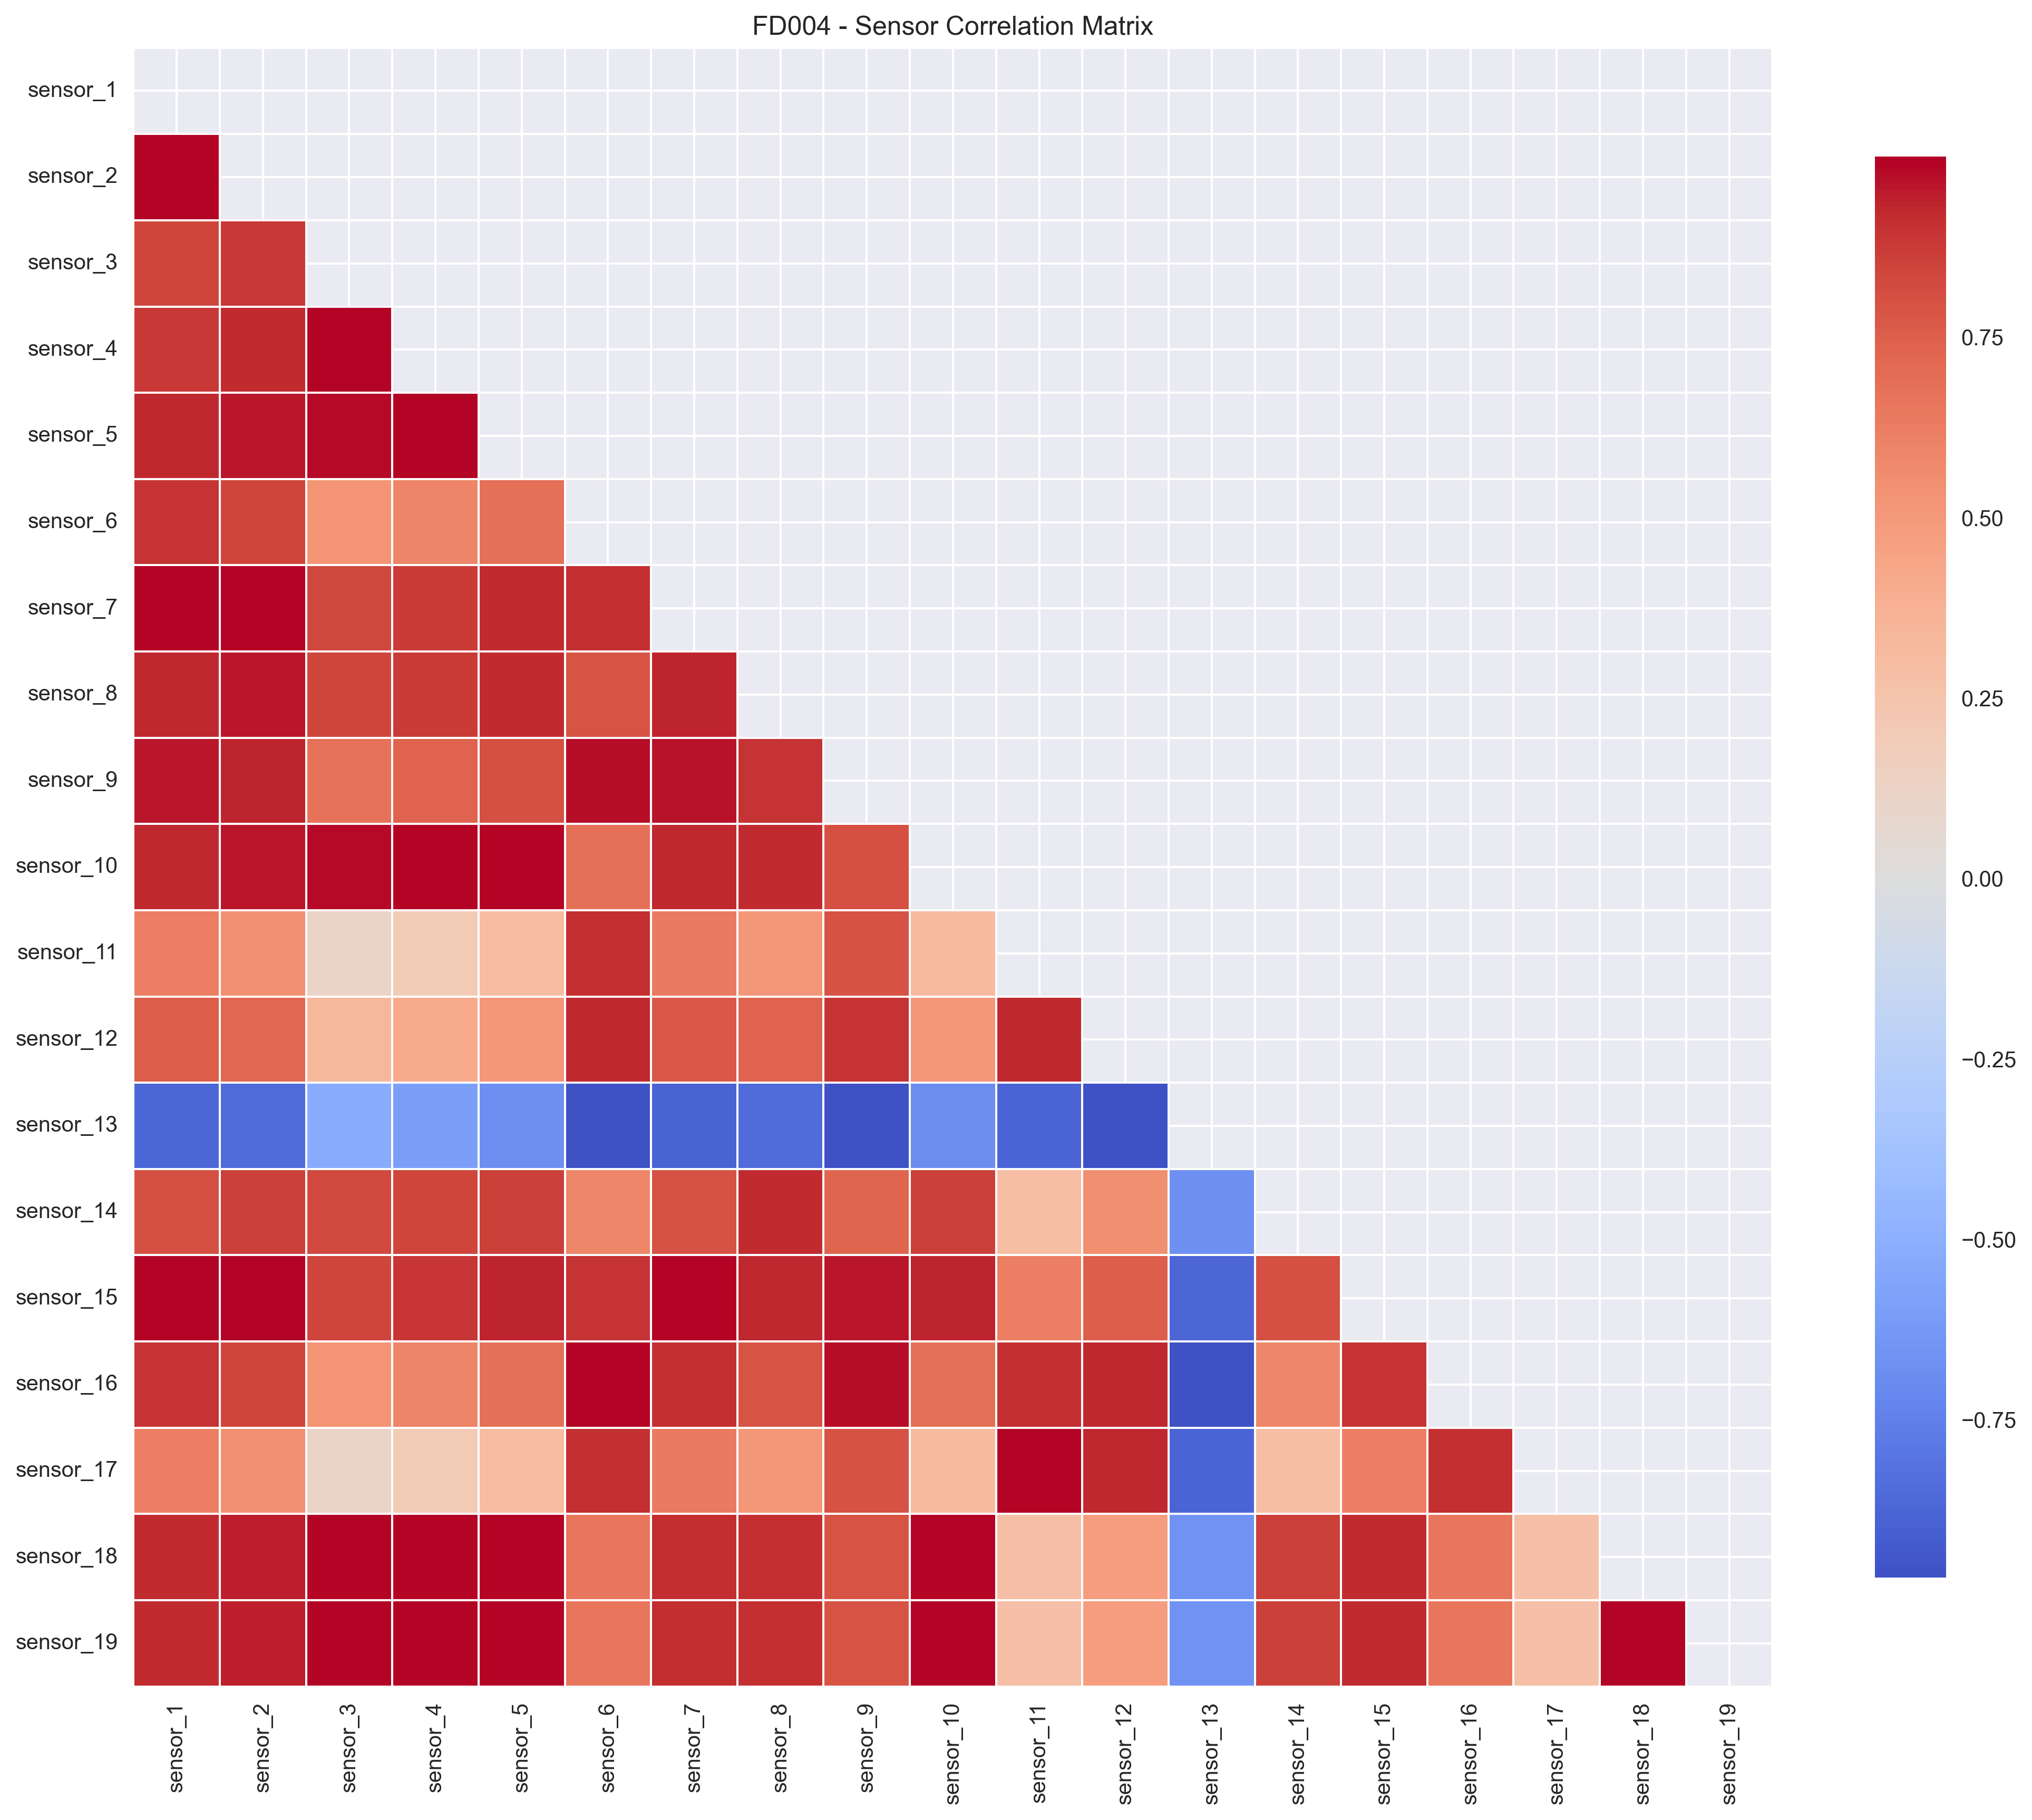 FD004 - Sensor Correlation Matrix
sensor_1
sensor_2
sensor_3
sensor_4
sensor_5
sensor_6
sensor_7
sensor_8
sensor_9
sensor_10
sensor_11
sensor_12
sensor_13
sensor_14
sensor_15
sensor_16
sensor_17
sensor_18
sensor_19
sensor_1
sensor_2
sensor_3
sensor_4
sensor_5
sensor_6
sensor_7
sensor_8
sensor_9
sensor_10
sensor_11
sensor_12
sensor_13
sensor_14
sensor_15
sensor_16
sensor_17
sensor_18
sensor_19
0.75
0.50
0.25
0.00
−0.25
−0.50
−0.75